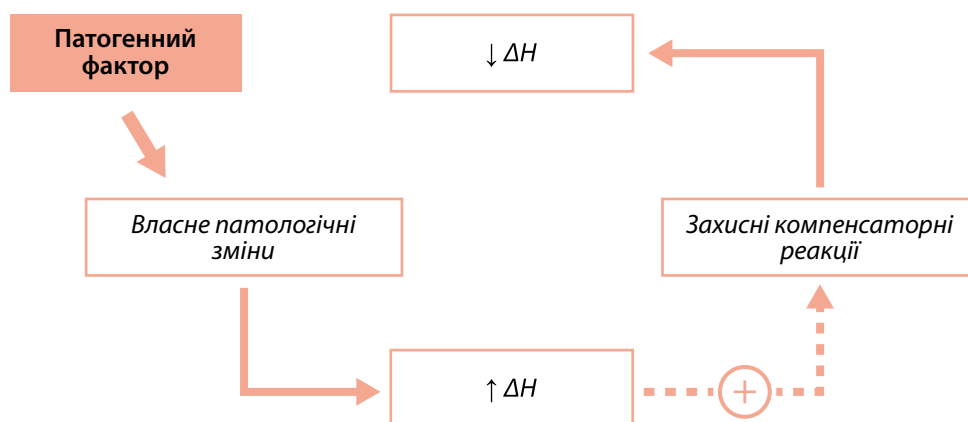 Патогенний
фактор
↓ ΔH
Власне патологічні
зміни
Захисні компенсаторні
реакції
↑ ΔH
+